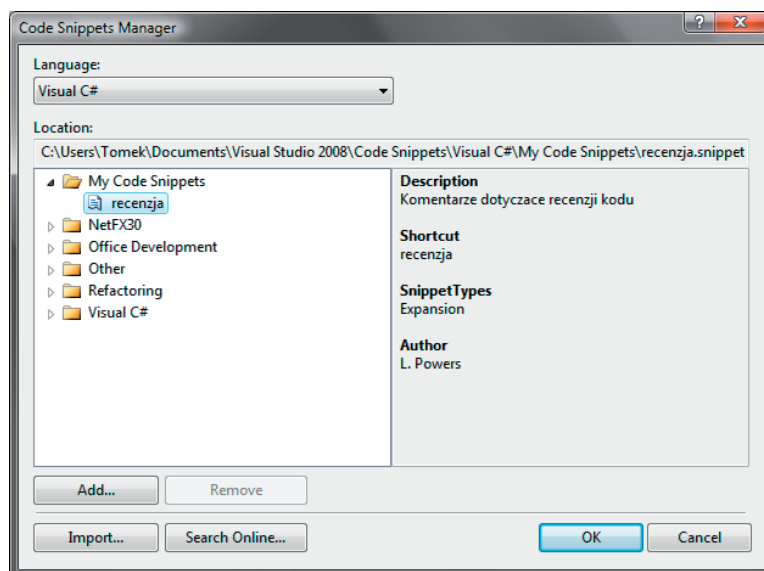 Code Snippets Manager
?
Language:
Visual C#
Location:
C:\Users\Tomek\Documents\Visual Studio 2008\Code Snippets\Visual C#\My Code Snippets\recenzja.snippet
My Code Snippets
recenzja
NetFX30
Office Development
Other
Refactoring
Visual C#
Description
Komentarze dotyczace recenzji kodu
Shortcut
recenzja
SnippetTypes
Expansion
Author
L. Powers
Add...
Remove
Import...
Search Online...
OK
Cancel